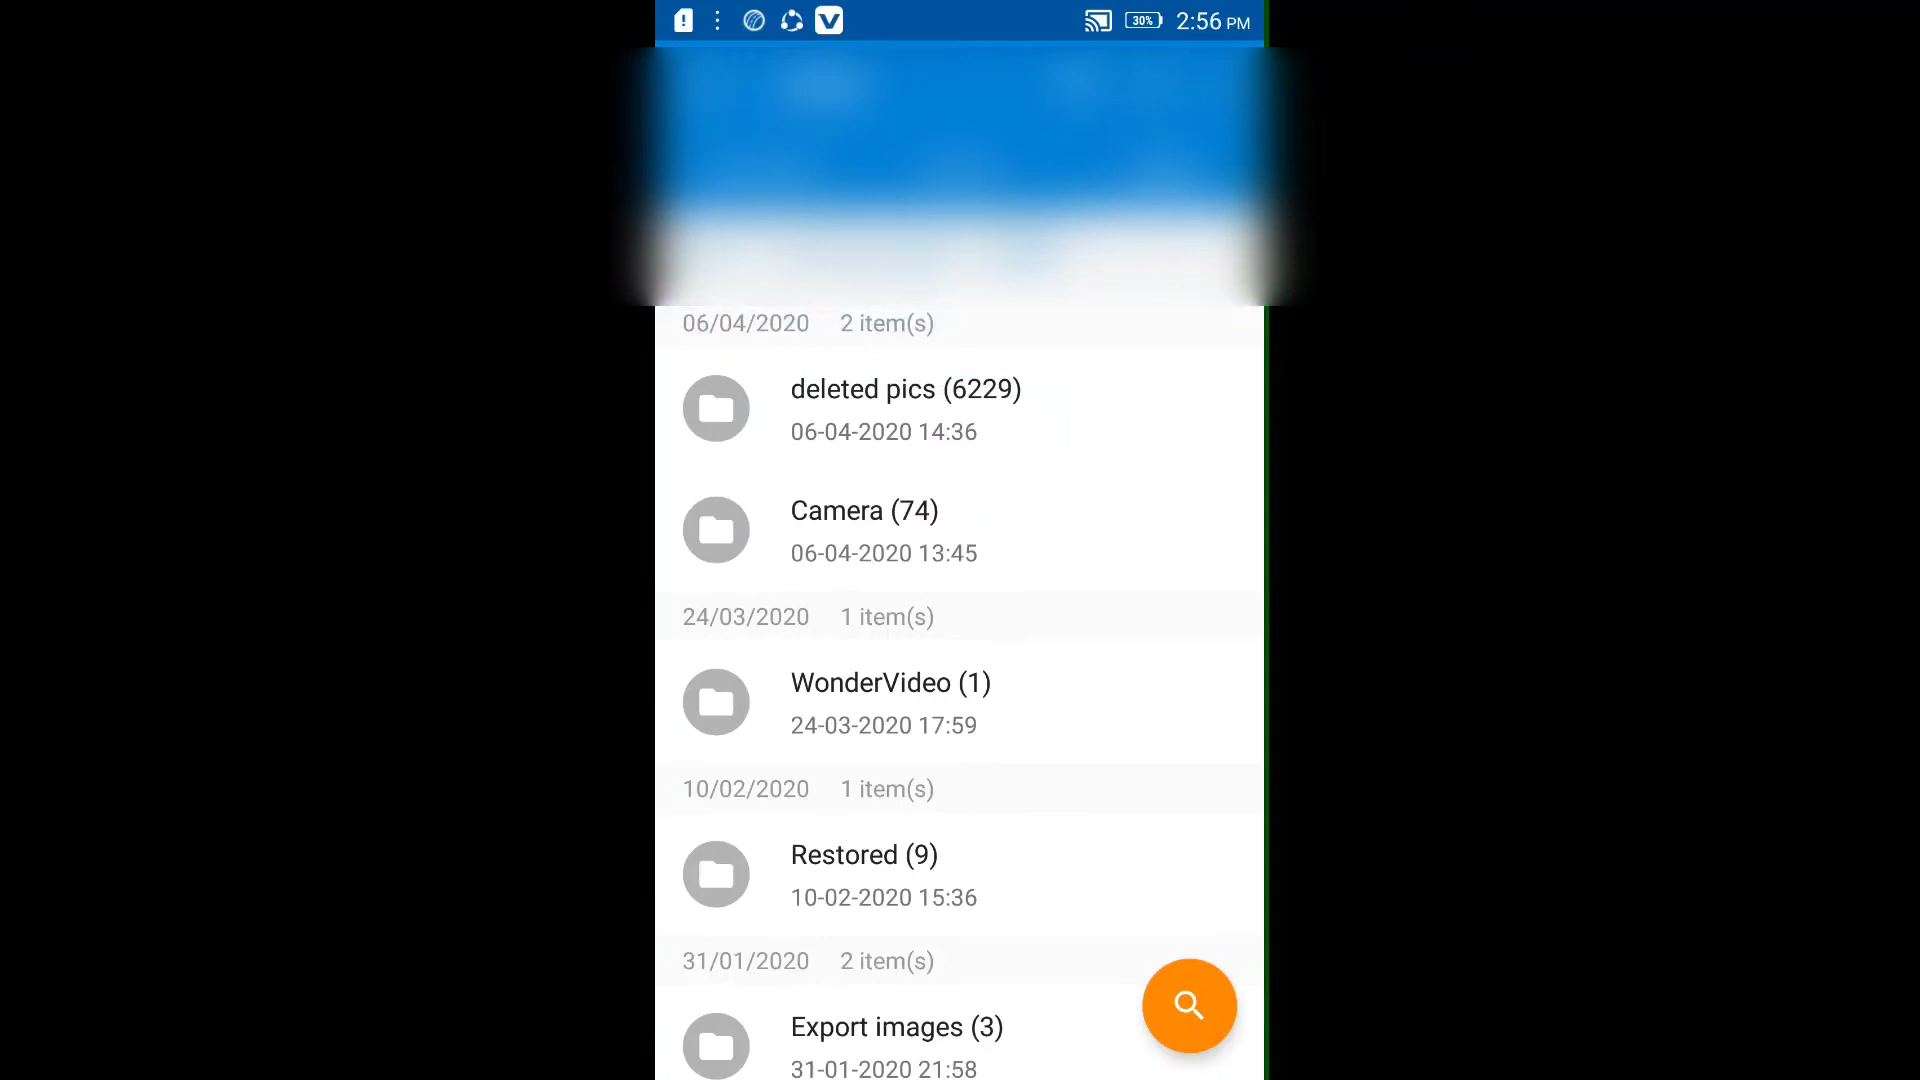 30% 2:56 PM
06/04/2020 2 item(s)
deleted pics (6229)
06-04-2020 14:36
Camera (74)
06-04-2020 13:45
24/03/2020 1 item(s)
WonderVideo (1)
24-03-2020 17:59
10/02/2020 1 item(s)
Restored (9)
10-02-2020 15:36
31/01/2020 2 item(s)
Export images (3)
31-01-2020 21:58